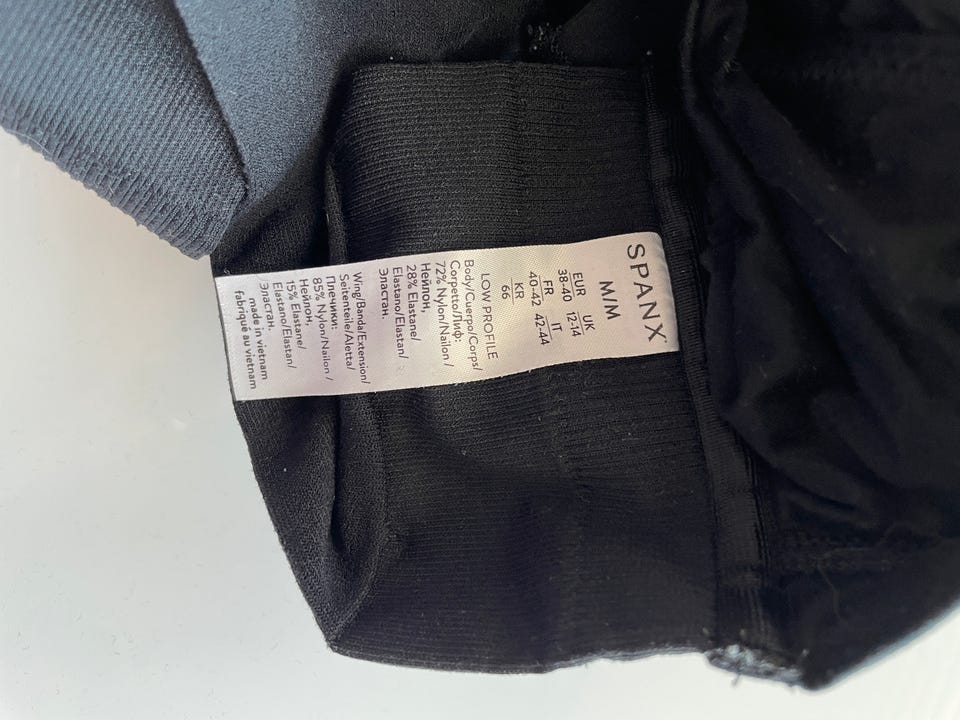 SPANX
M/M
EUR UK
38-40 12-14
FR IT
40-42 42-44
KR
66
LOW PROFILE
Body/Cuerpo/Corps/
Corpetto/Лиф:
72% Nylon/Nailon /
Нейлон,
28% Elastane/
Elastano/Elastan/
Эластан.
Wing/Banda/Extension/
Seitenteile/Aletta/
Плечики:
85% Nylon/Nailon /
Нейлон,
15% Elastane/
Elastano/Elastan/
Эластан.
made in vietnam
fabriqué au vietnam